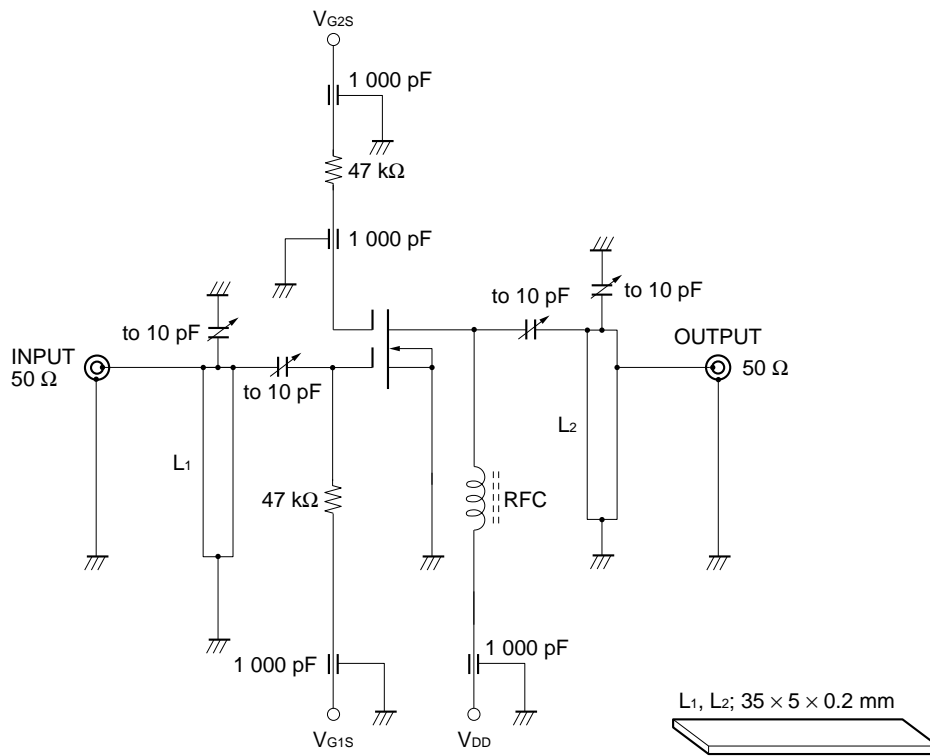 VG2S
1 000 pF
47 kΩ
1 000 pF
to 10 pF
to 10 pF
to 10 pF
to 10 pF
INPUT
50 Ω
OUTPUT
50 Ω
L1
L2
47 kΩ
RFC
1 000 pF
1 000 pF
VG1S
VDD
L1, L2; 35 × 5 × 0.2 mm